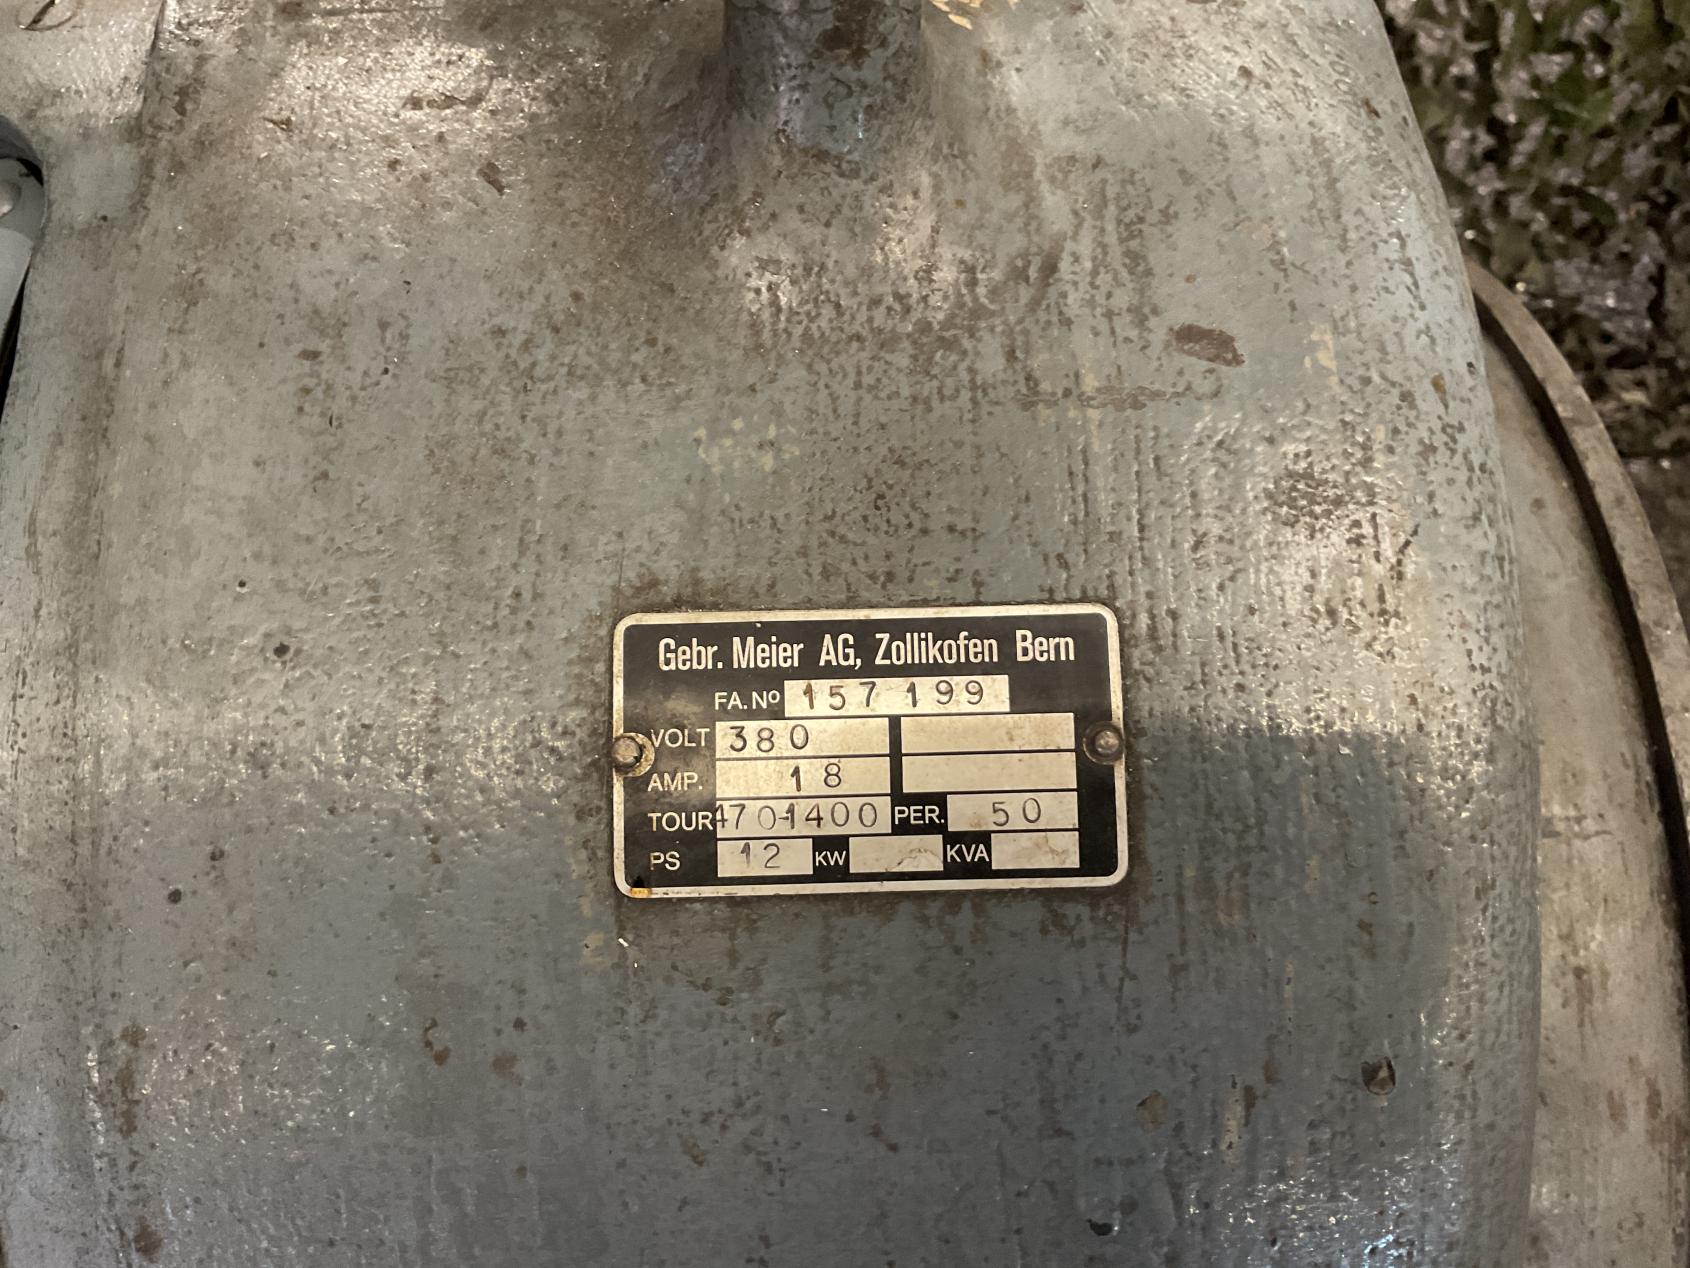 Gebr. Meier AG, Zollikofen Bern
FA. No 157 199
VOLT 380
AMP. 18
TOUR 470-1400 PER. 50
PS 12 KW KVA